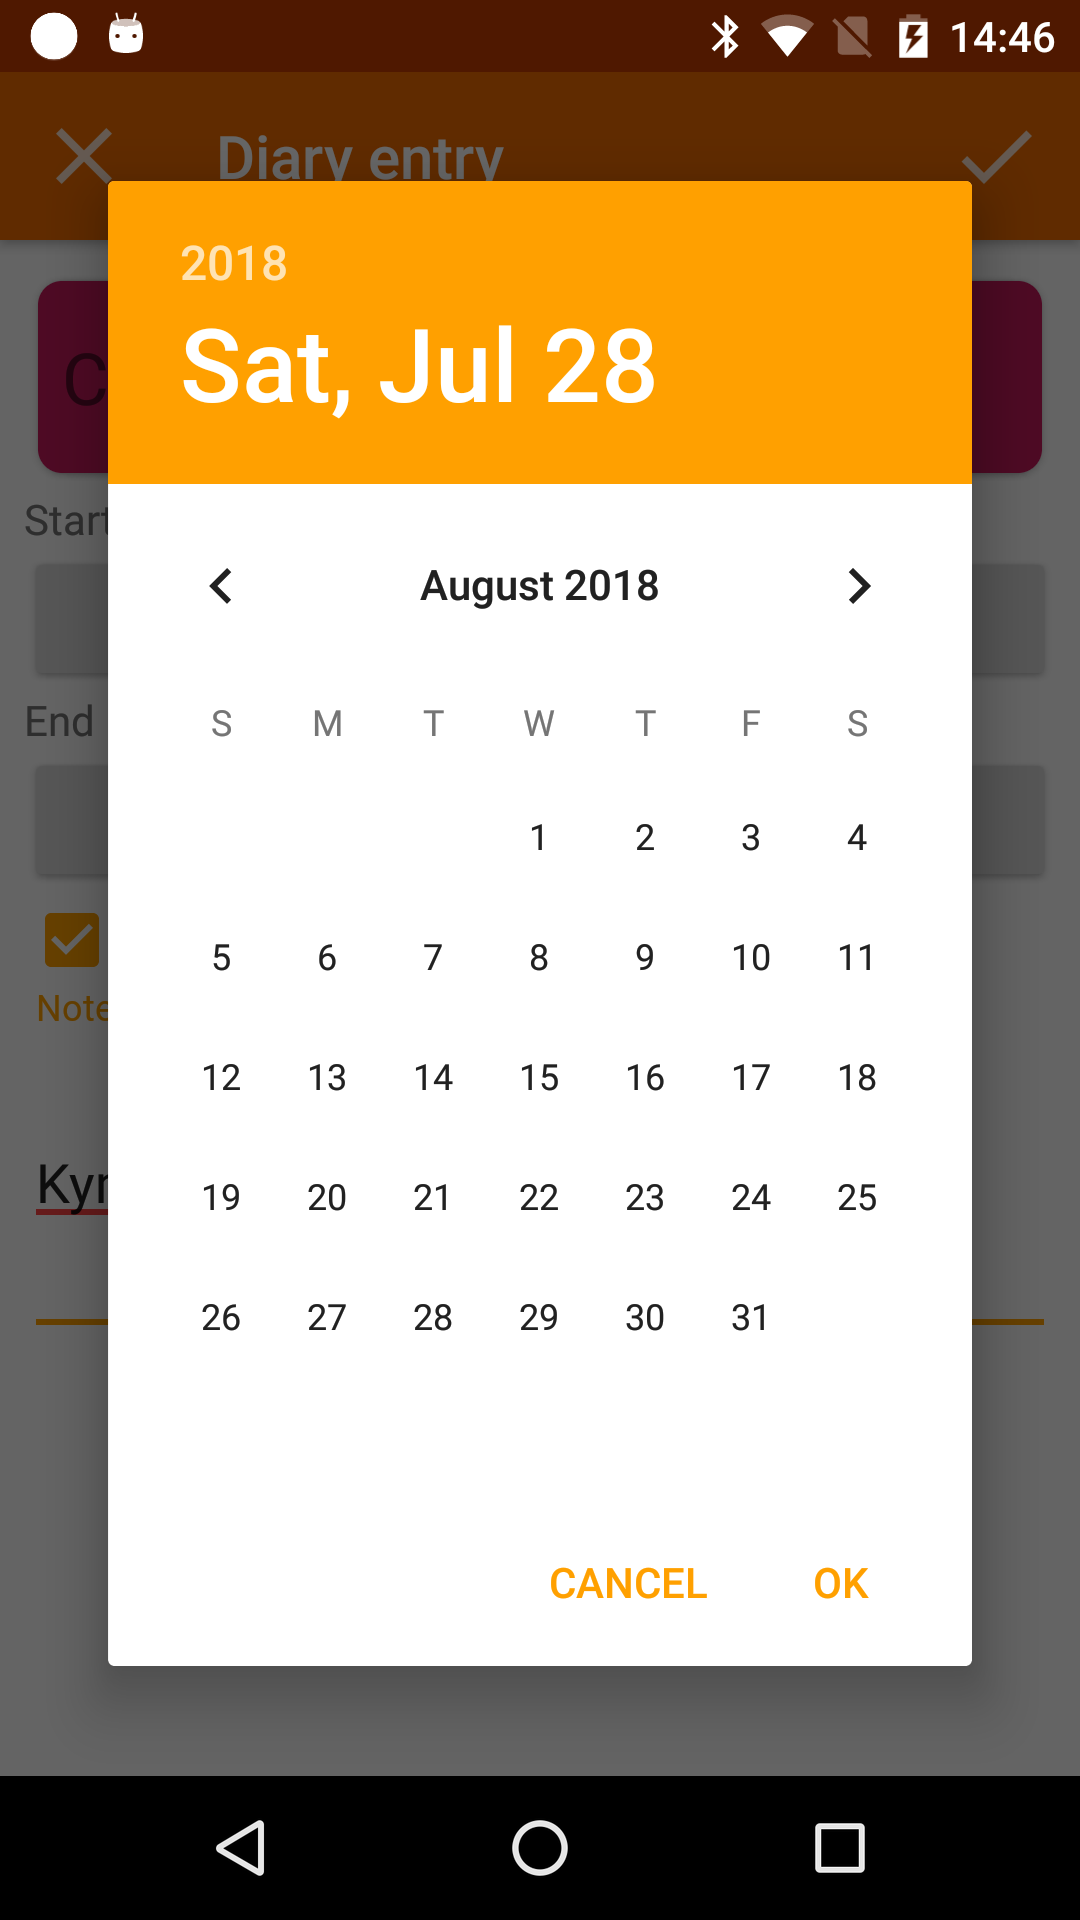 14:46
Diary entry
2018
Sat, Jul 28
C
Start
August 2018
S M T W T F S
End
1 2 3 4
5 6 7 8 9 10 11
Note
12 13 14 15 16 17 18
Kyr
19 20 21 22 23 24 25
26 27 28 29 30 31
CANCEL OK